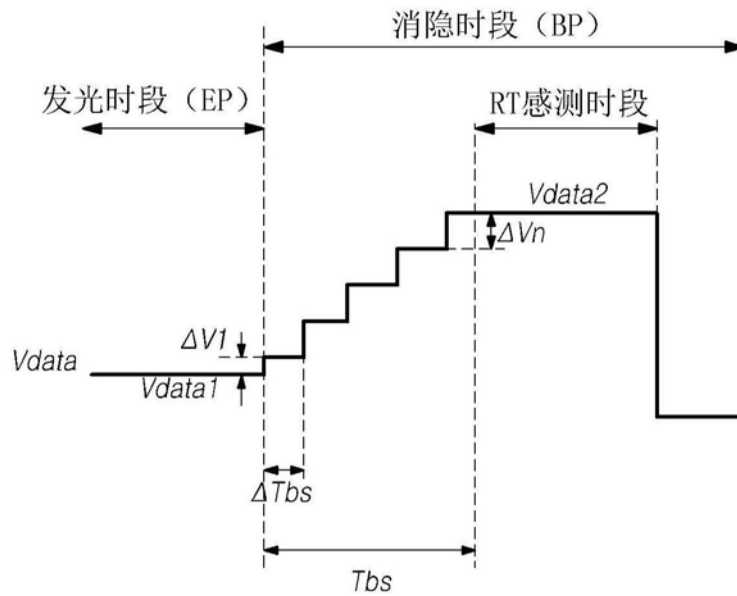 消隐时段（BP）
发光时段（EP）
RT感测时段
Vdata2
ΔVn
ΔV1
Vdata
Vdata1
ΔTbs
Tbs